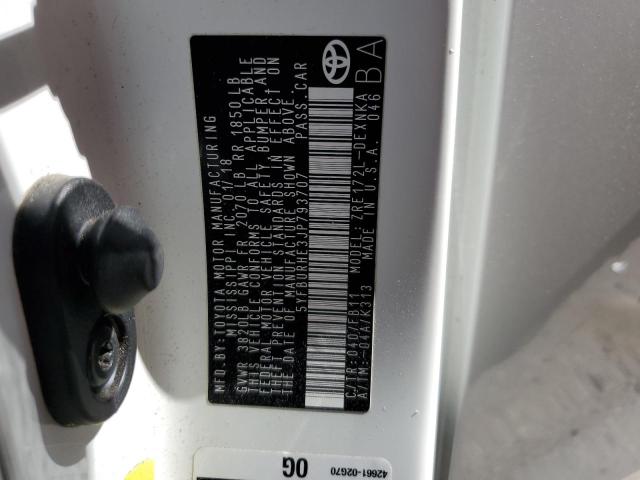 MFD.BY:TOYOTA MOTOR MANUFACTURING
MISSISSIPPI INC. 01/18
GVWR 3820LB GAWR FR 2070 LB RR 1850 LB
THIS VEHICLE CONFORMS TO ALL APPLICABLE
FEDERAL MOTOR VEHICLE SAFETY BUMPER, AND
THEFT PREVENTION STANDARDS IN EFFECT ON
THE DATE OF MANUFACTURE SHOWN ABOVE.
5YFBURHE3JP793707 PASS.CAR
C/TR:040/FB11 MODEL: ZRE172L-DEXNKA
A/TM:-04A/K313 MADE IN U.S.A. 046
BA
0G
42661-02G70